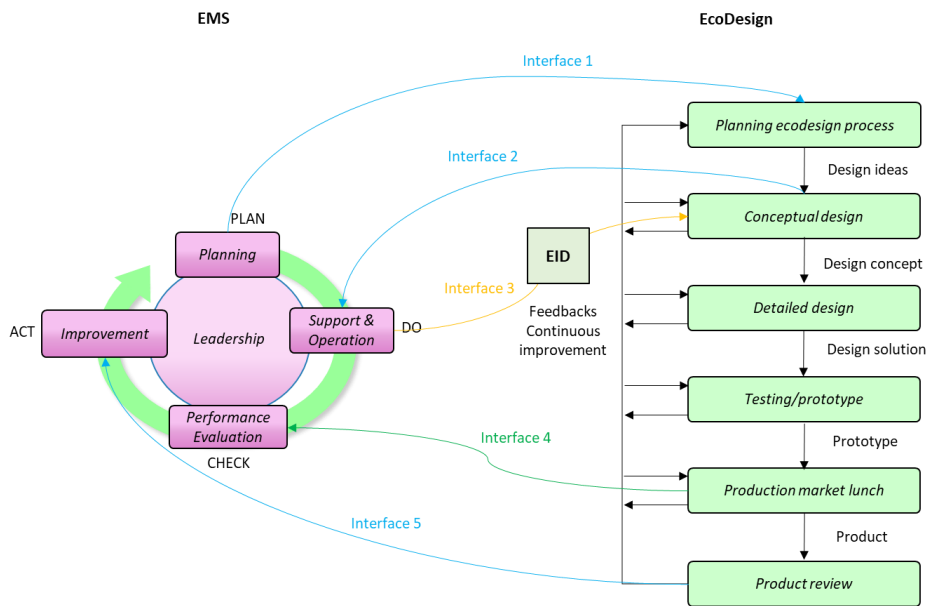 EMS
EcoDesign
Interface 1
Planning ecodesign process
Interface 2
Design ideas
PLAN
Conceptual design
Planning
EID
Design concept
Interface 3
Feedbacks
Continuous
improvement
Detailed design
ACT
Improvement
Leadership
Support &
Operation
DO
Design solution
Testing/prototype
Performance
Evaluation
Interface 4
Prototype
CHECK
Production market lunch
Interface 5
Product
Product review